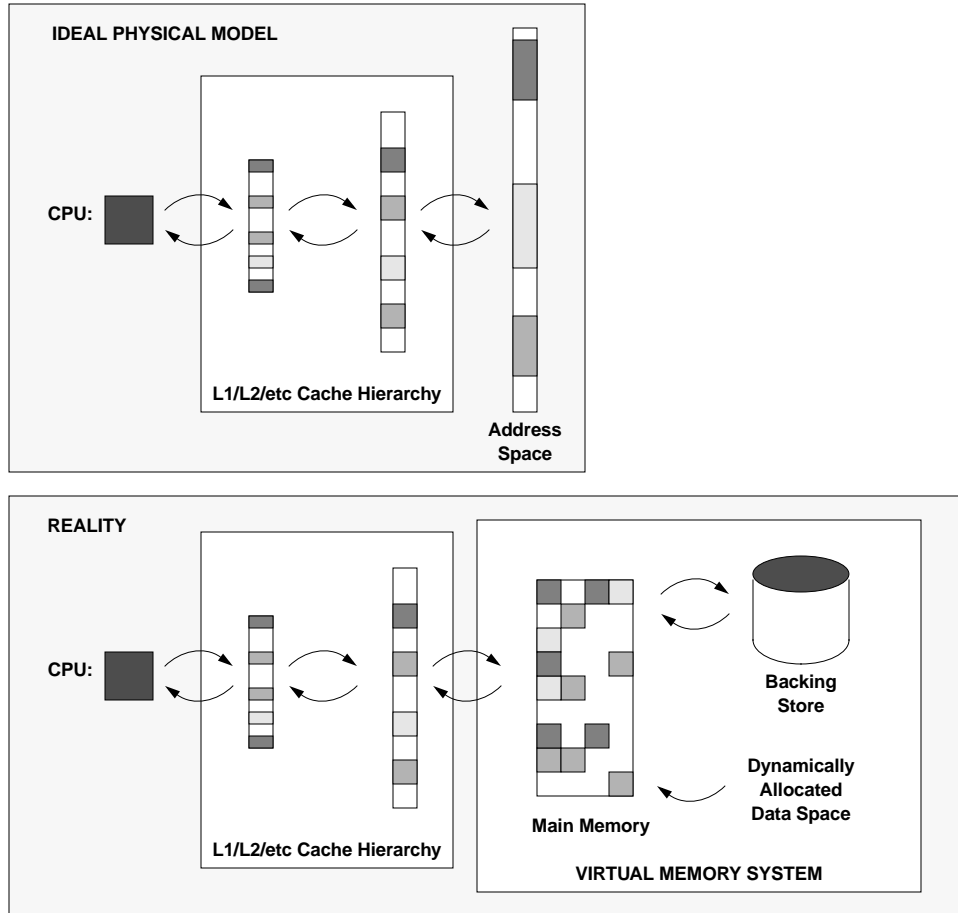 IDEAL PHYSICAL MODEL
CPU:
L1/L2/etc Cache Hierarchy
Address
Space
REALITY
CPU:
L1/L2/etc Cache Hierarchy
Main Memory
Backing
Store
Dynamically
Allocated
Data Space
VIRTUAL MEMORY SYSTEM